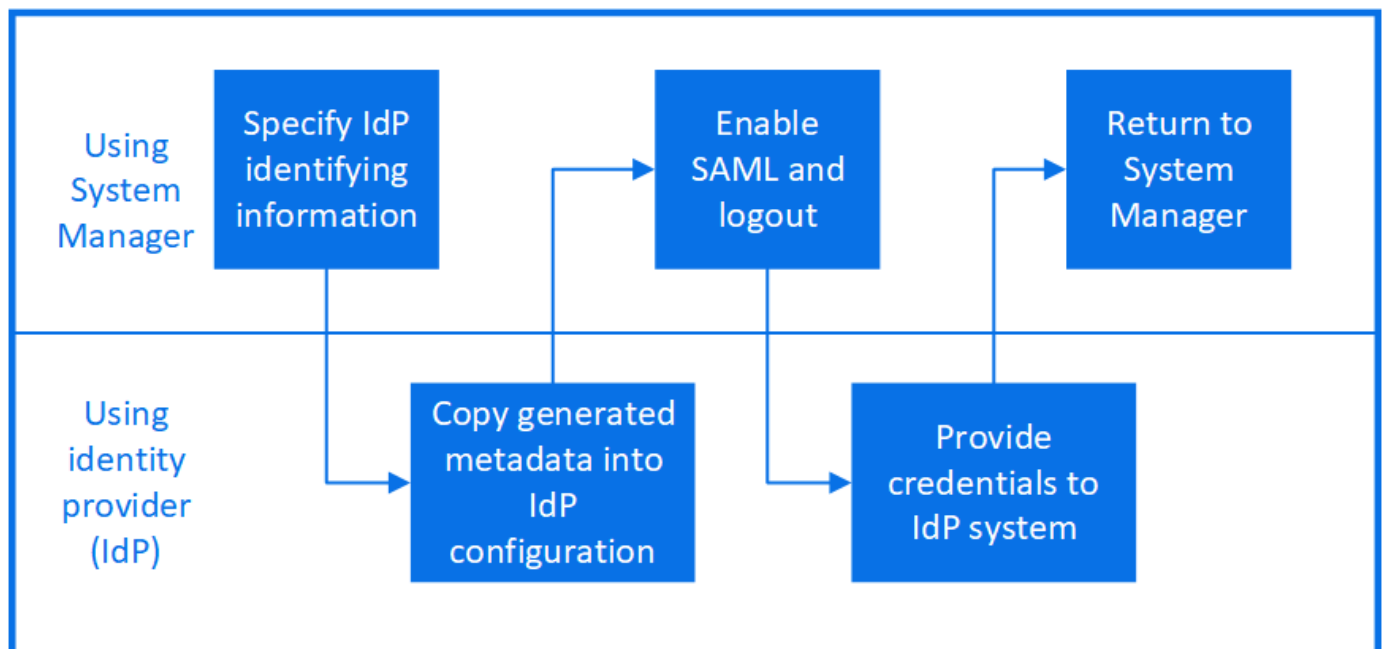 Using
System
Manager
Specify IdP
identifying
information
Enable
SAML and
logout
Return to
System
Manager
Using
identity
provider
(IdP)
Copy generated
metadata into
IdP
configuration
Provide
credentials to
IdP system